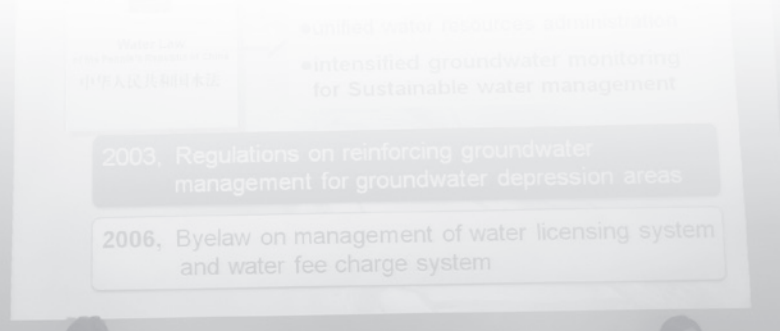 Water Law
中华人民共和国水法
•unified water resources administration
•intensified groundwater monitoring
for Sustainable water management
2003, Regulations on reinforcing groundwater
management for groundwater depression areas
2006, Byelaw on management of water licensing system
and water fee charge system